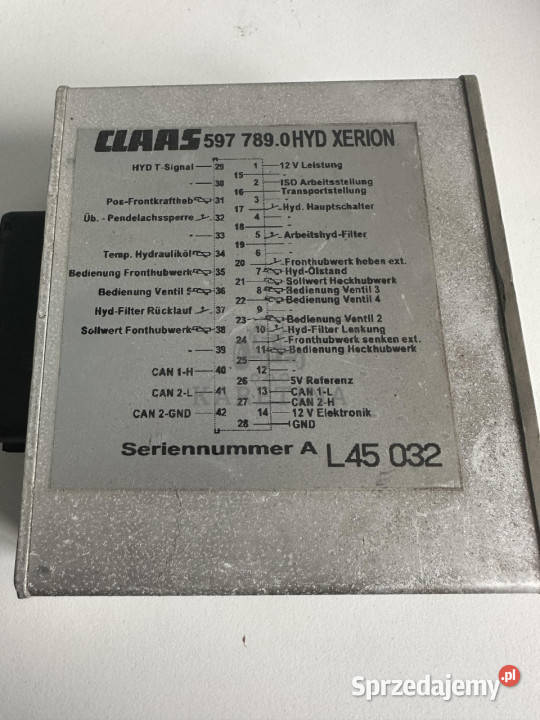 CLAAS 597 789.0 HYD XERION
HYD T-Signal 29 1 12 V Leistung
15 -
- 30 2 ISO Arbeitsstellung
16 Transportstellung
Pos-Frontkraftheb 31 3 -
17 Hyd. Hauptschalter
Üb. - Pendelachssperre 32 4 -
18 -
- 33 5 Arbeitshyd-Filter
19 -
Temp. Hydrauliköl 34 6 -
20 Fronthubwerk heben ext.
Bedienung Fronthubwerk 35 7 Hyd-Ölstand
21 Sollwert Heckhubwerk
Bedienung Ventil 5 36 8 Bedienung Ventil 3
22 Bedienung Ventil 4
Hyd-Filter Rücklauf 37 9 -
23 Bedienung Ventil 2
Sollwert Fonthubwerk 38 10 Hyd-Filter Lenkung
24 Fronthubwerk senken ext.
- 39 11 Bedienung Heckhubwerk
25 -
CAN 1-H 40 12 -
26 5V Referenz
CAN 2-L 41 13 CAN 1-L
27 CAN 2-H
CAN 2-GND 42 14 12 V Elektronik
28 GND
Seriennummer A L45 032
Sprzedajemy.pl